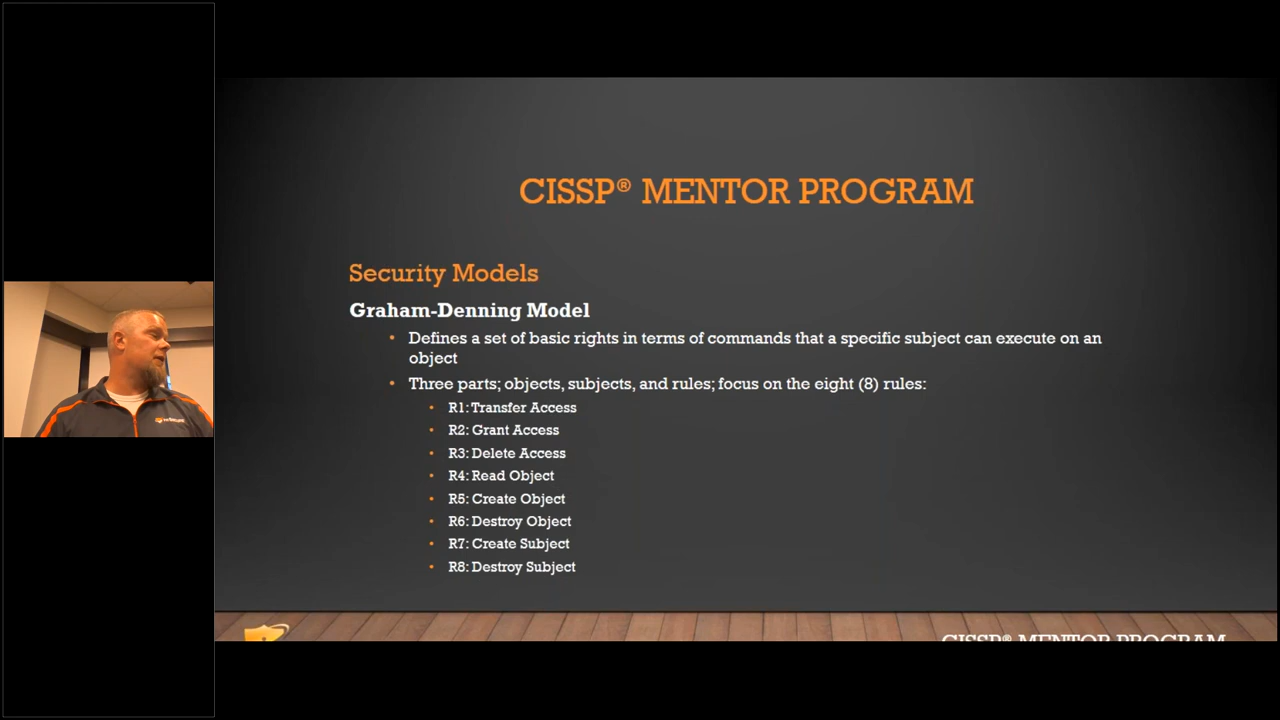 CISSP® MENTOR PROGRAM
Security Models
Graham-Denning Model
• Defines a set of basic rights in terms of commands that a specific subject can execute on an
object
• Three parts; objects, subjects, and rules; focus on the eight (8) rules:
• R1: Transfer Access
• R2: Grant Access
• R3: Delete Access
• R4: Read Object
• R5: Create Object
• R6: Destroy Object
• R7: Create Subject
• R8: Destroy Subject
CISSP® MENTOR PROGRAM